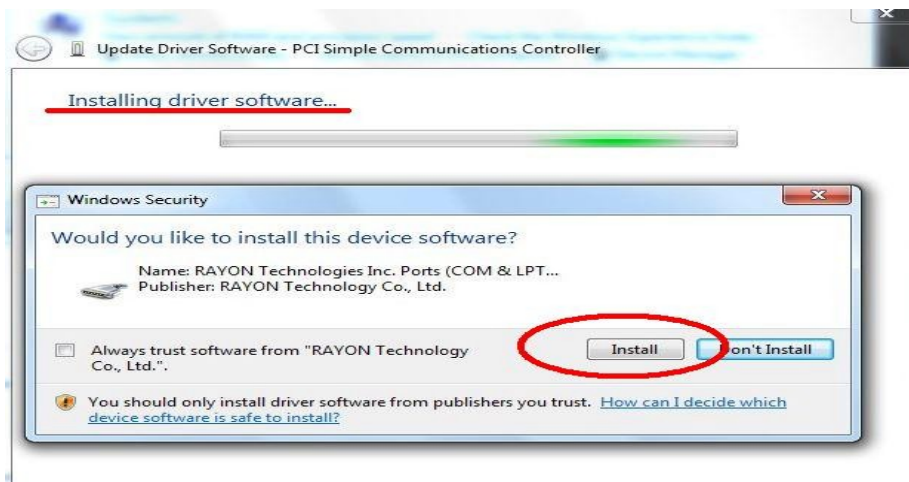 Update Driver Software - PCI Simple Communications Controller
Installing driver software...
Windows Security
Would you like to install this device software?
Name: RAYON Technologies Inc. Ports (COM & LPT...
Publisher: RAYON Technology Co., Ltd.
Always trust software from "RAYON Technology
Co., Ltd.".
Install
Don't Install
You should only install driver software from publishers you trust. How can I decide which
device software is safe to install?